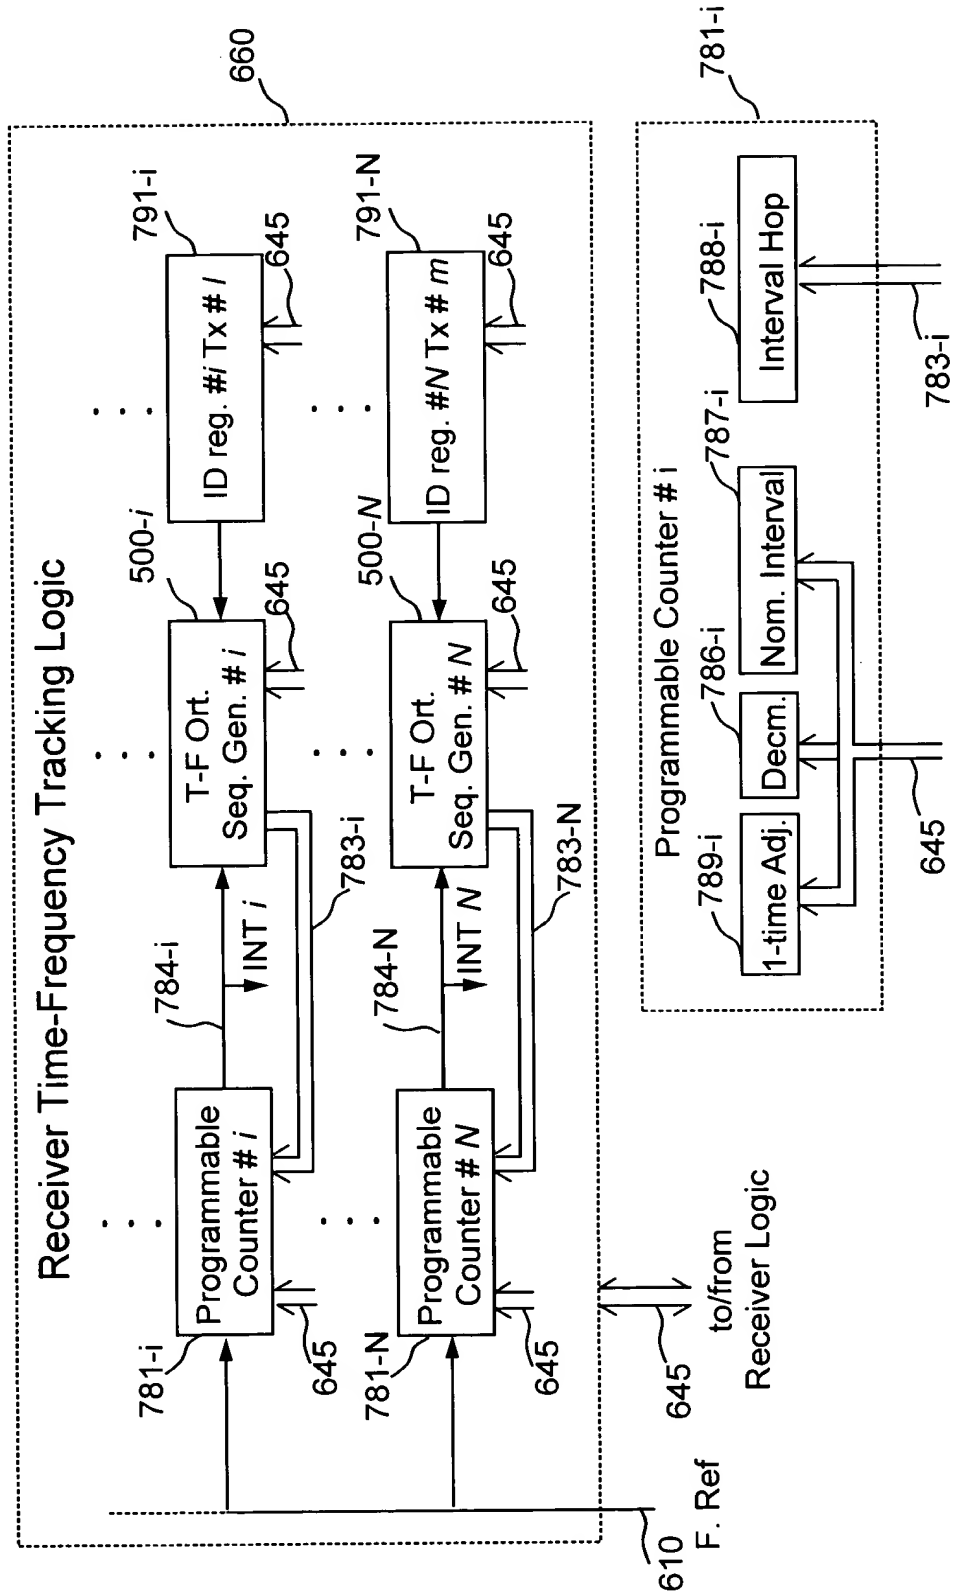 Receiver Time-Frequency Tracking Logic
660
781-i
Programmable
Counter # i
645
784-i
INT i
783-i
500-i
T-F Ort.
Seq. Gen. # i
645
791-i
ID reg. #i Tx # l
645
781-N
Programmable
Counter # N
645
784-N
INT N
783-N
500-N
T-F Ort.
Seq. Gen. # N
645
791-N
ID reg. #N Tx # m
645
610
F. Ref
645
to/from
Receiver Logic
781-i
Programmable Counter # i
789-i
1-time Adj.
786-i
Decm.
787-i
Nom. Interval
788-i
Interval Hop
645
783-i